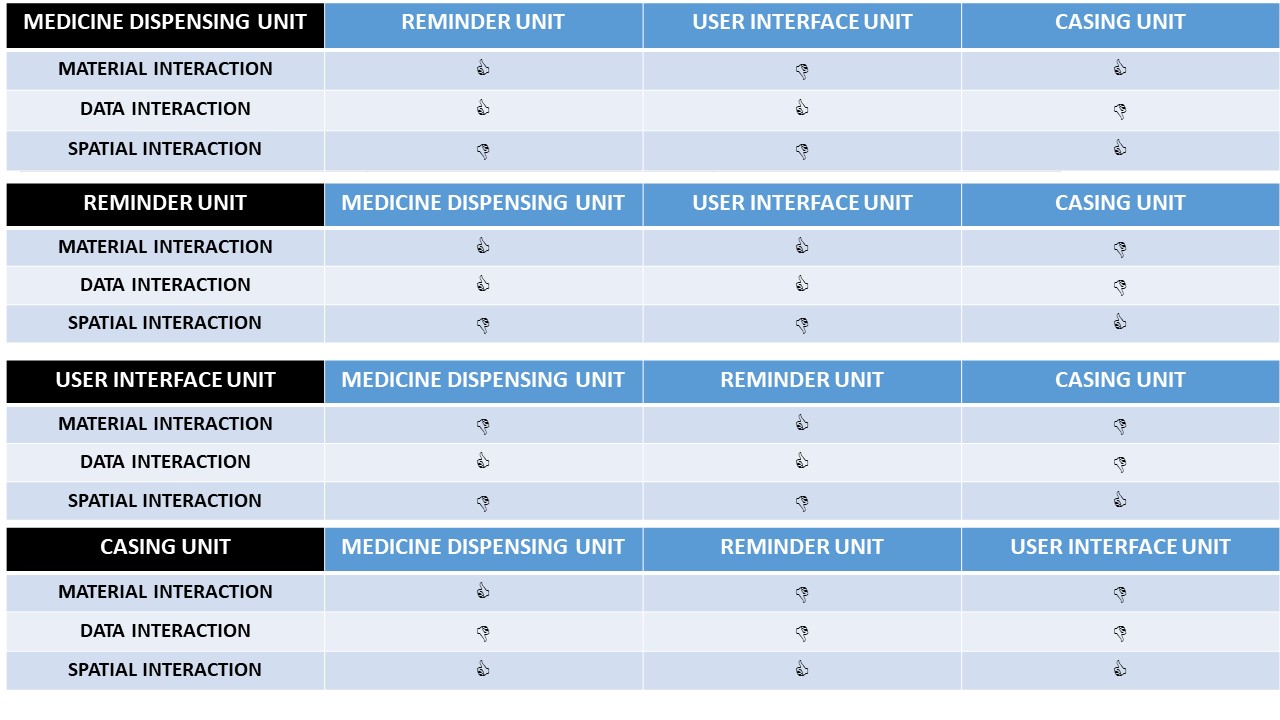 MEDICINE DISPENSING UNIT REMINDER UNIT USER INTERFACE UNIT CASING UNIT
MATERIAL INTERACTION 👍 👎 👍
DATA INTERACTION 👍 👍 👎
SPATIAL INTERACTION 👎 👎 👍
REMINDER UNIT MEDICINE DISPENSING UNIT USER INTERFACE UNIT CASING UNIT
MATERIAL INTERACTION 👍 👍 👎
DATA INTERACTION 👍 👍 👎
SPATIAL INTERACTION 👎 👎 👍
USER INTERFACE UNIT MEDICINE DISPENSING UNIT REMINDER UNIT CASING UNIT
MATERIAL INTERACTION 👎 👍 👎
DATA INTERACTION 👍 👍 👎
SPATIAL INTERACTION 👎 👎 👍
CASING UNIT MEDICINE DISPENSING UNIT REMINDER UNIT USER INTERFACE UNIT
MATERIAL INTERACTION 👍 👎 👎
DATA INTERACTION 👎 👎 👎
SPATIAL INTERACTION 👍 👍 👍